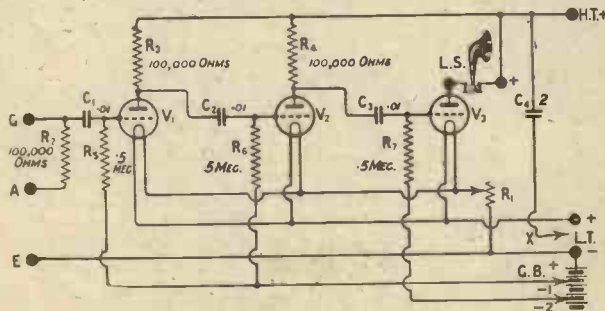 H.T.+
R3
100,000 OHMS
R4
100,000 OHMS
L.S.
+
G
C1 .01
V1
C2 .01
V2
C3 .01
V3
C4 2
R2
100,000
OHMS
R5
.5
MEG.
R6
.5 MEG.
R7
.5 MEG.
A
R1
+
X L.T.
E
-
G.B. +
-1
-2